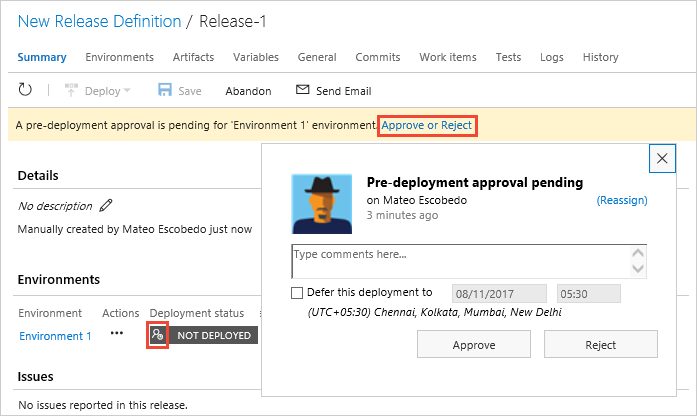 New Release Definition / Release-1
Summary Environments Artifacts Variables General Commits Work items Tests Logs History
Deploy Save Abandon Send Email
A pre-deployment approval is pending for 'Environment 1' environment. Approve or Reject
Details
No description
Manually created by Mateo Escobedo just now
Environments
Environment Actions Deployment status
Environment 1 ... NOT DEPLOYED
Issues
No issues reported in this release.
Pre-deployment approval pending
on Mateo Escobedo (Reassign)
3 minutes ago
Type comments here...
Defer this deployment to 08/11/2017 05:30
(UTC+05:30) Chennai, Kolkata, Mumbai, New Delhi
Approve Reject